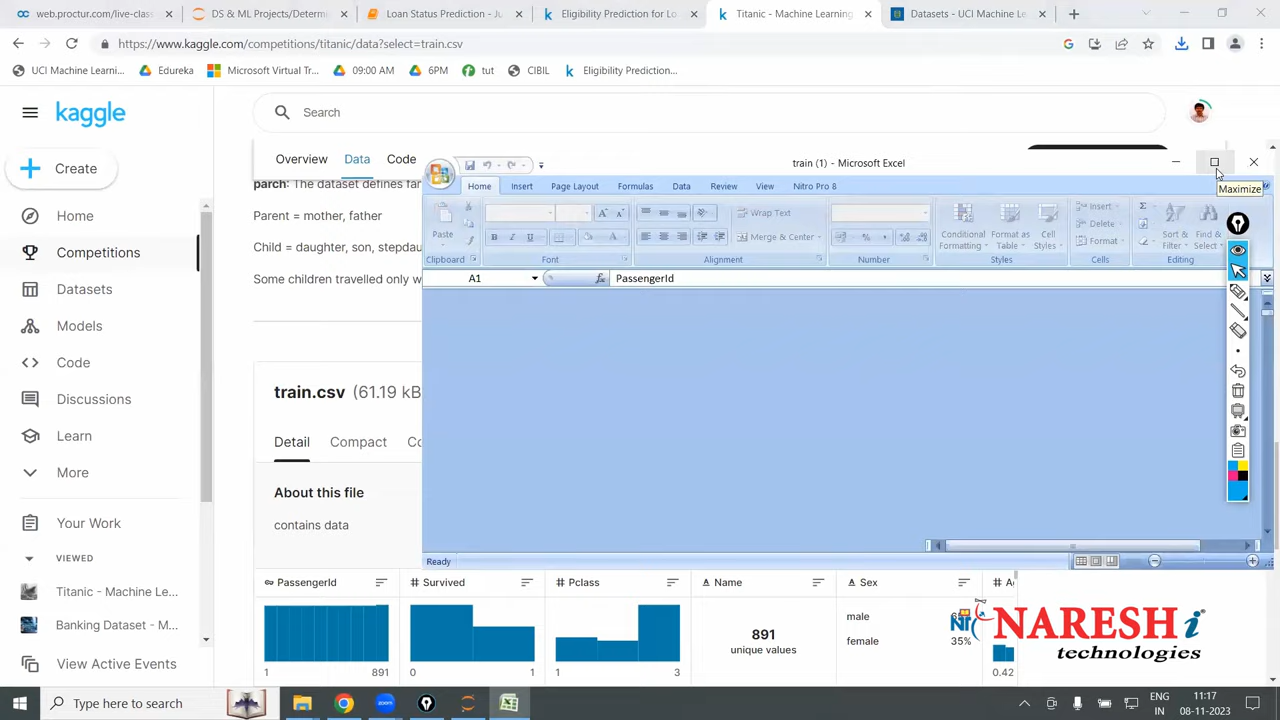 web.proctur.com/live-class
DS & ML Projects/Determ
Loan Status Prediction - Ju
Eligibility Prediction for Lo
Titanic - Machine Learning
Datasets - UCI Machine Le
https://www.kaggle.com/competitions/titanic/data?select=train.csv
UCI Machine Learni...
Edureka
Microsoft Virtual Tr...
09:00 AM
6PM
tut
CIBIL
Eligibility Prediction...
kaggle
Search
Create
Overview
Data
Code
Home
Competitions
Datasets
Models
Code
Discussions
Learn
More
Your Work
VIEWED
Titanic - Machine Le...
Banking Dataset - M...
View Active Events
Parent = mother, father
Child = daughter, son, stepdau
Some children travelled only w
train.csv (61.19 kB
Detail
Compact
About this file
contains data
train (1) - Microsoft Excel
Maximize
Home
Insert
Page Layout
Formulas
Data
Review
View
Nitro Pro 8
Paste
Wrap Text
Merge & Center
Conditional Formatting
Format as Table
Cell Styles
Insert
Delete
Format
Sort & Filter
Find & Select
Clipboard
Font
Alignment
Number
Styles
Cells
Editing
A1
PassengerId
Ready
PassengerId
Survived
Pclass
Name
Sex
1
891
0
1
1
3
891
unique values
male
female
35%
0.42
NARESH i
technologies
Type here to search
ENG
IN
11:17
08-11-2023